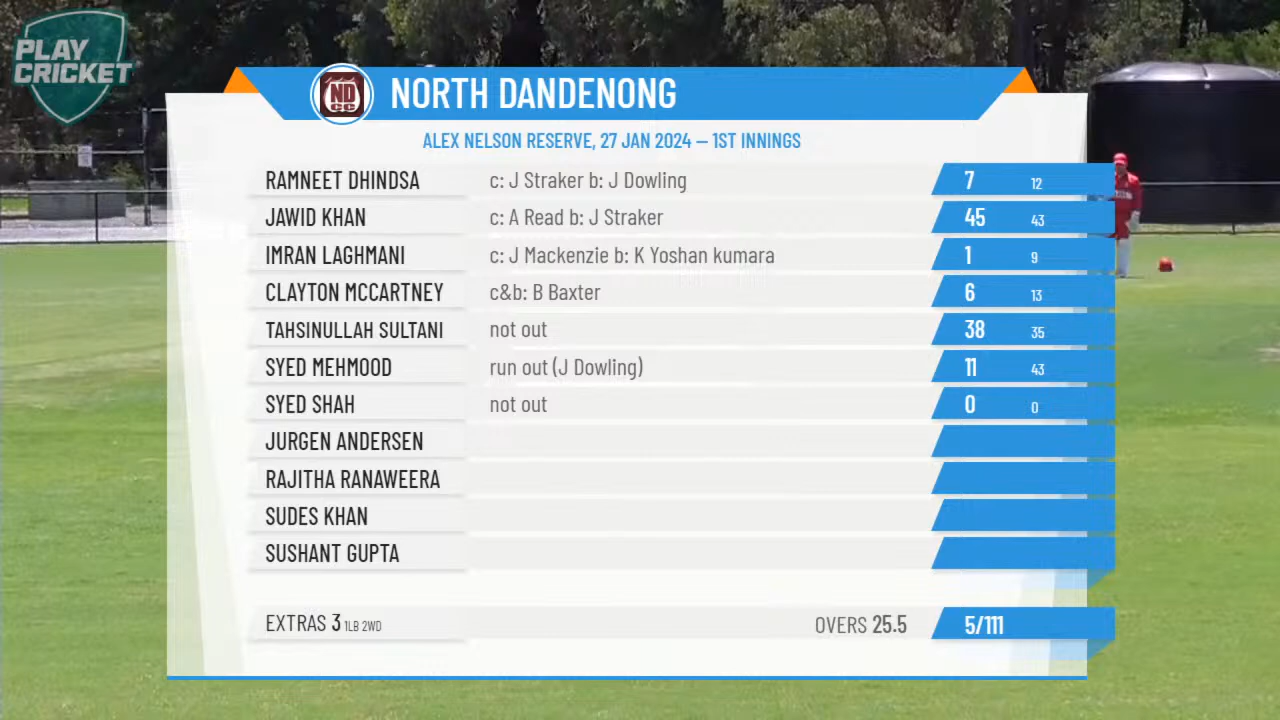 PLAY
CRICKET
ND
CC
NORTH DANDENONG
ALEX NELSON RESERVE, 27 JAN 2024 – 1ST INNINGS
RAMNEET DHINDSA c: J Straker b: J Dowling 7 12
JAWID KHAN c: A Read b: J Straker 45 43
IMRAN LAGHMANI c: J Mackenzie b: K Yoshan kumara 1 9
CLAYTON MCCARTNEY c&b: B Baxter 6 13
TAHSINULLAH SULTANI not out 38 35
SYED MEHMOOD run out (J Dowling) 11 43
SYED SHAH not out 0 0
JURGEN ANDERSEN
RAJITHA RANAWEERA
SUDES KHAN
SUSHANT GUPTA
EXTRAS 3 1LB 2WD OVERS 25.5 5/111